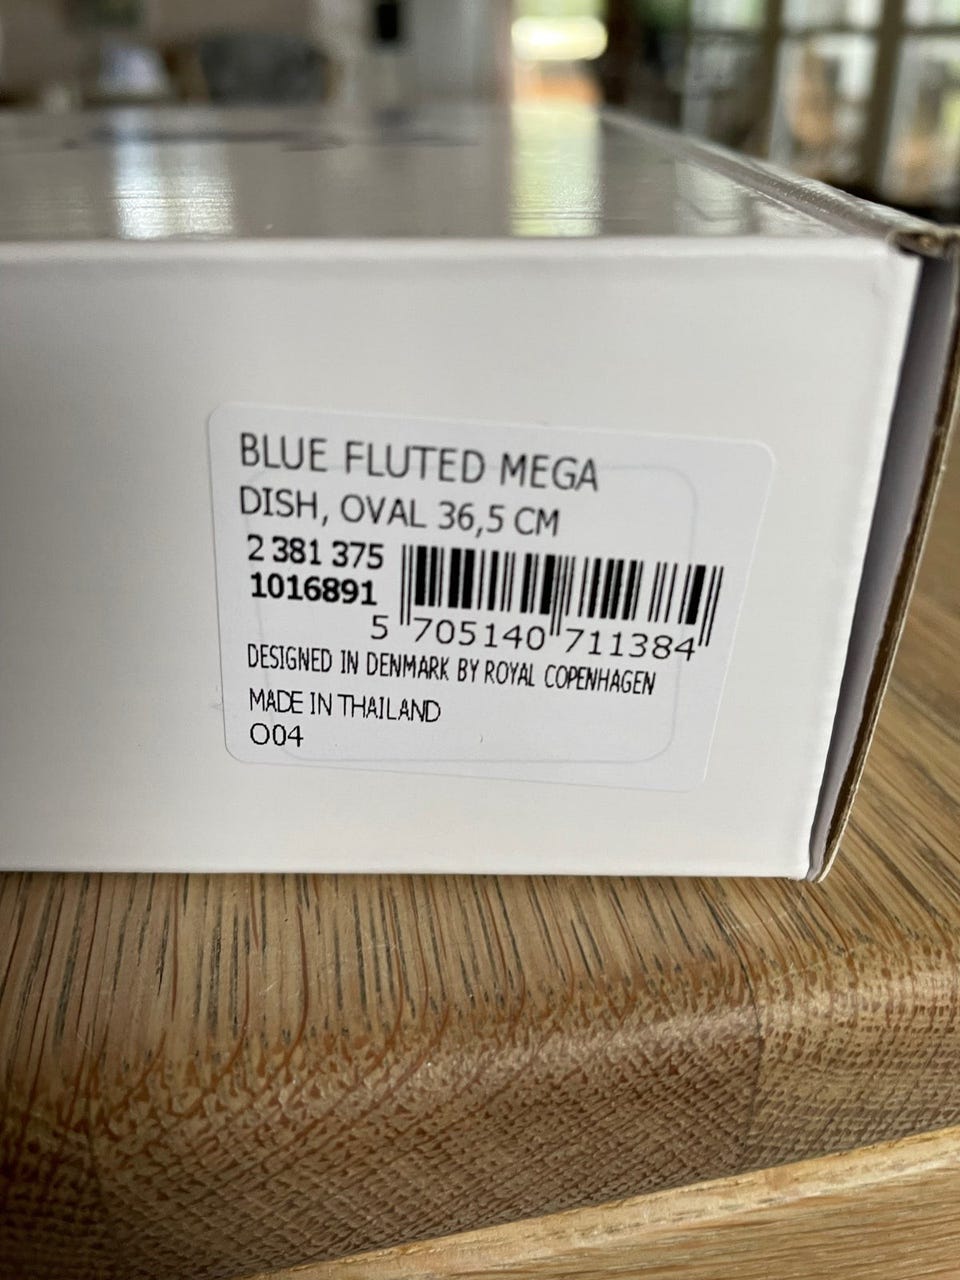 BLUE FLUTED MEGA
DISH, OVAL 36,5 CM
2 381 375
1016891
5 705140 711384
DESIGNED IN DENMARK BY ROYAL COPENHAGEN
MADE IN THAILAND
O04